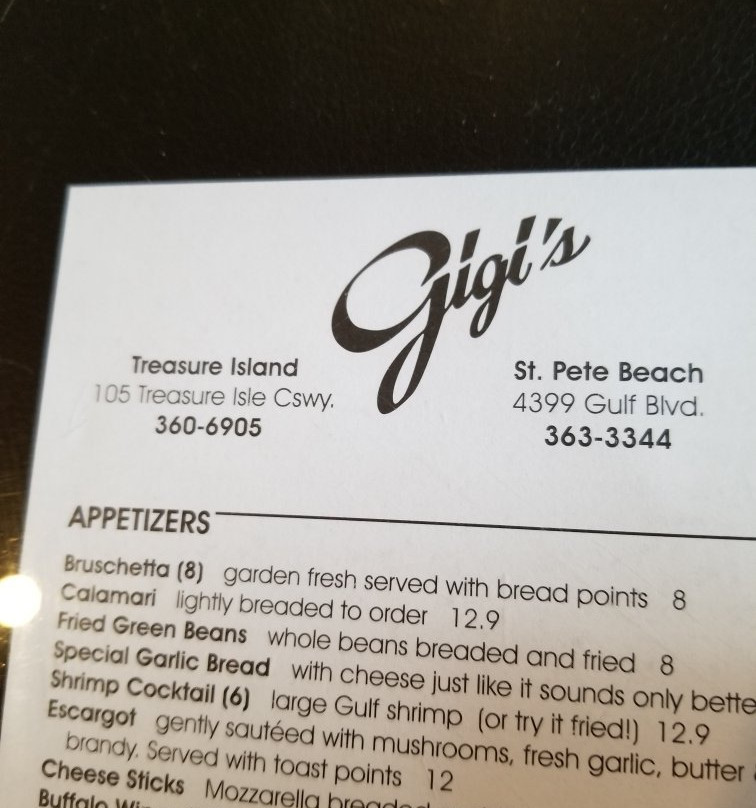 Gigi's
Treasure Island
105 Treasure Isle Cswy.
360-6905
St. Pete Beach
4399 Gulf Blvd.
363-3344
APPETIZERS
Bruschetta (8) garden fresh served with bread points 8
Calamari lightly breaded to order 12.9
Fried Green Beans whole beans breaded and fried 8
Special Garlic Bread with cheese just like it sounds only bette
Shrimp Cocktail (6) large Gulf shrimp (or try it fried!) 12.9
Escargot gently sautéed with mushrooms, fresh garlic, butter
brandy. Served with toast points 12
Cheese Sticks Mozzarella breaded
Buffalo